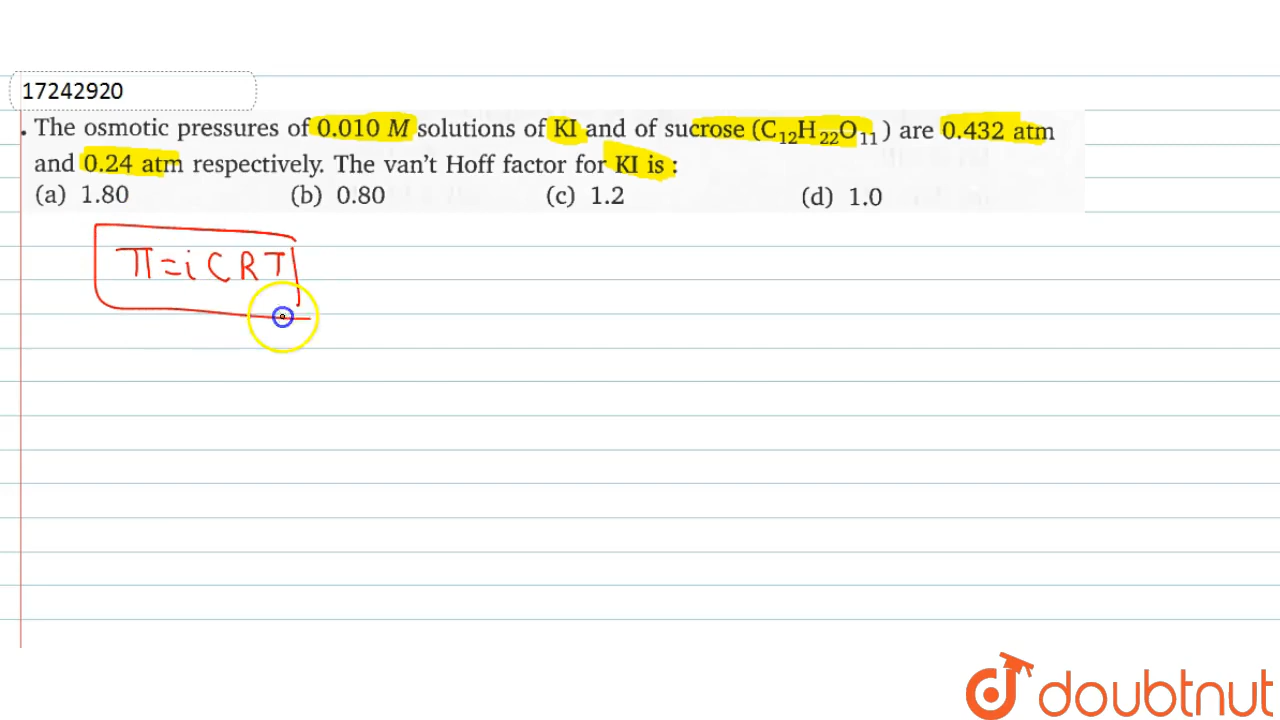 17242920
. The osmotic pressures of 0.010 M solutions of KI and of sucrose (C₁₂H₂₂O₁₁) are 0.432 atm
and 0.24 atm respectively. The van't Hoff factor for KI is :
(a) 1.80 (b) 0.80 (c) 1.2 (d) 1.0
π = i C R T
doubtnut